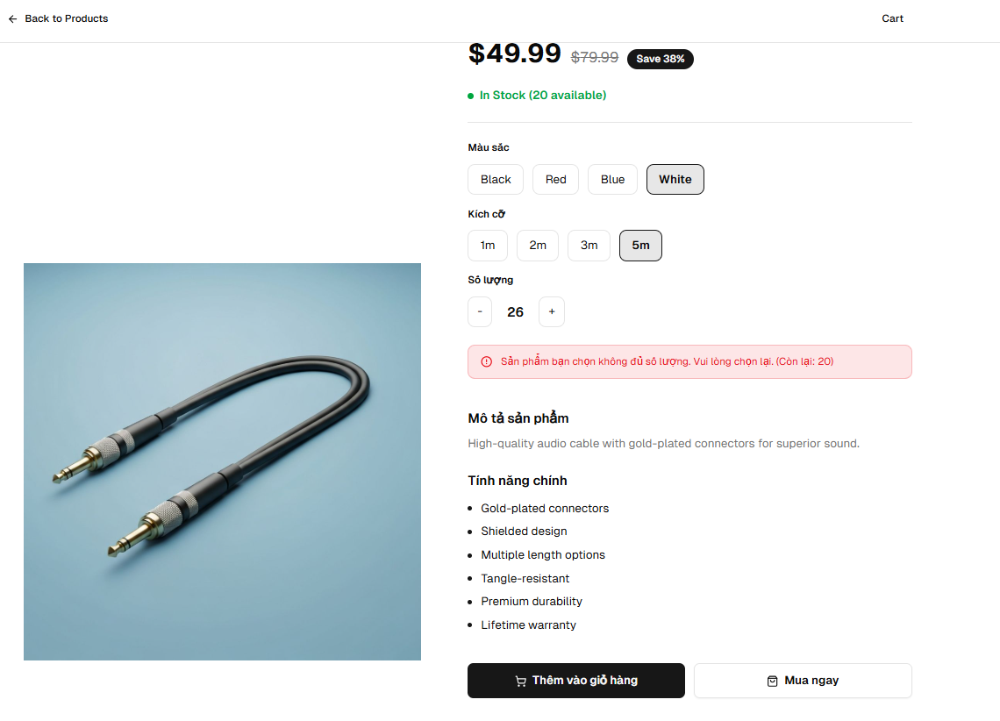 Back to Products
Cart
$49.99 $79.99 Save 38%
In Stock (20 available)
Màu sắc
Black Red Blue White
Kích cỡ
1m 2m 3m 5m
Số lượng
- 26 +
Sản phẩm bạn chọn không đủ số lượng. Vui lòng chọn lại. (Còn lại: 20)
Mô tả sản phẩm
High-quality audio cable with gold-plated connectors for superior sound.
Tính năng chính
Gold-plated connectors
Shielded design
Multiple length options
Tangle-resistant
Premium durability
Lifetime warranty
Thêm vào giỏ hàng
Mua ngay